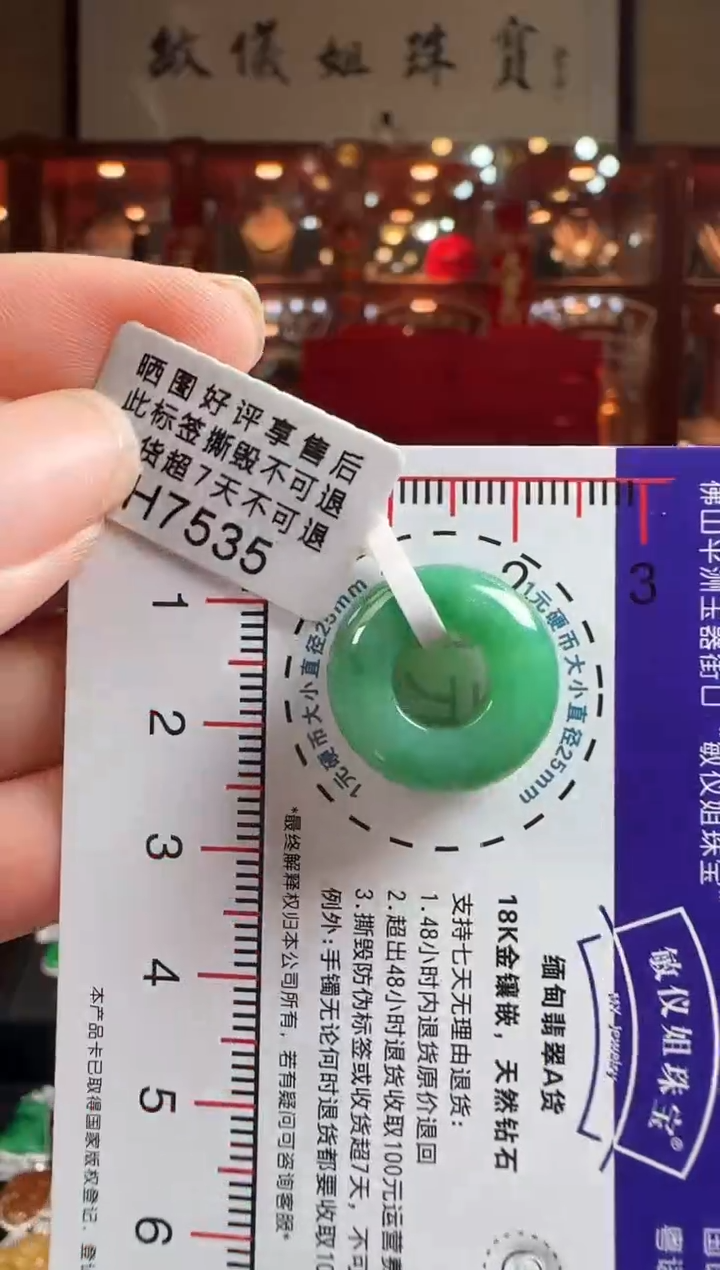 敏儀姐珠寶
晒图好评享售后
此标签撕毁不可退
货超7天不可退
H7535
3
1
2
3
4
5
6
1元硬币大小直径25mm
1元硬币大小直径25mm
佛山平洲玉器街口 敏仪姐珠宝
敏仪姐珠宝®
MY·Jewelry
缅甸翡翠A货
18K金镶嵌，天然钻石
支持七天无理由退货：
1.48小时内退货原价退回
2.超出48小时退货收取100元运营费
3.撕毁防伪标签或收货超7天，不可
例外：手镯无论何时退货都要收取10
*最终解释权归本公司所有，若有疑问可咨询客服*
本产品卡已取得国家版权登记，